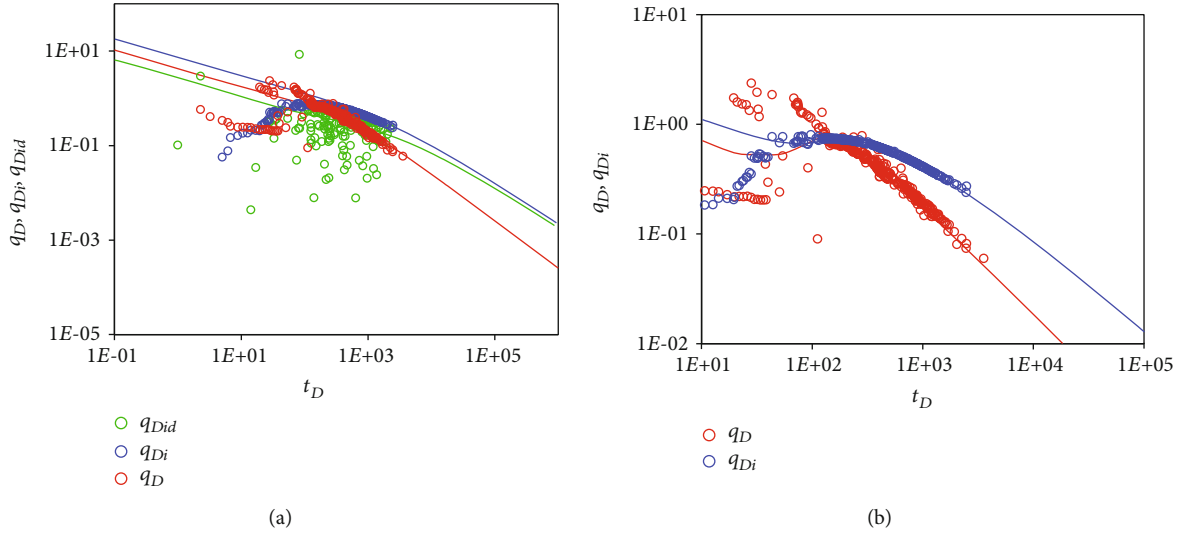 1E+01
1E-01
1E-03
1E-05
q_D, q_Di, q_Did
1E-01
1E+01
1E+03
1E+05
t_D
q_Did
q_Di
q_D
(a)
1E+01
1E+00
1E-01
1E-02
q_D, q_Di
1E+01
1E+02
1E+03
1E+04
1E+05
t_D
q_D
q_Di
(b)